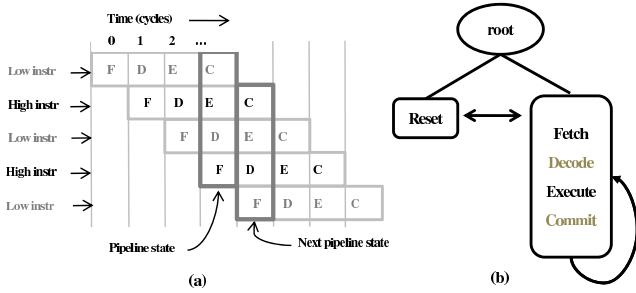 Time (cycles)
0 1 2 ...
Low instr F D E C
High instr F D E C
Low instr F D E C
High instr F D E C
Low instr F D E C
Pipeline state
Next pipeline state
(a)
root
Reset
Fetch
Decode
Execute
Commit
(b)